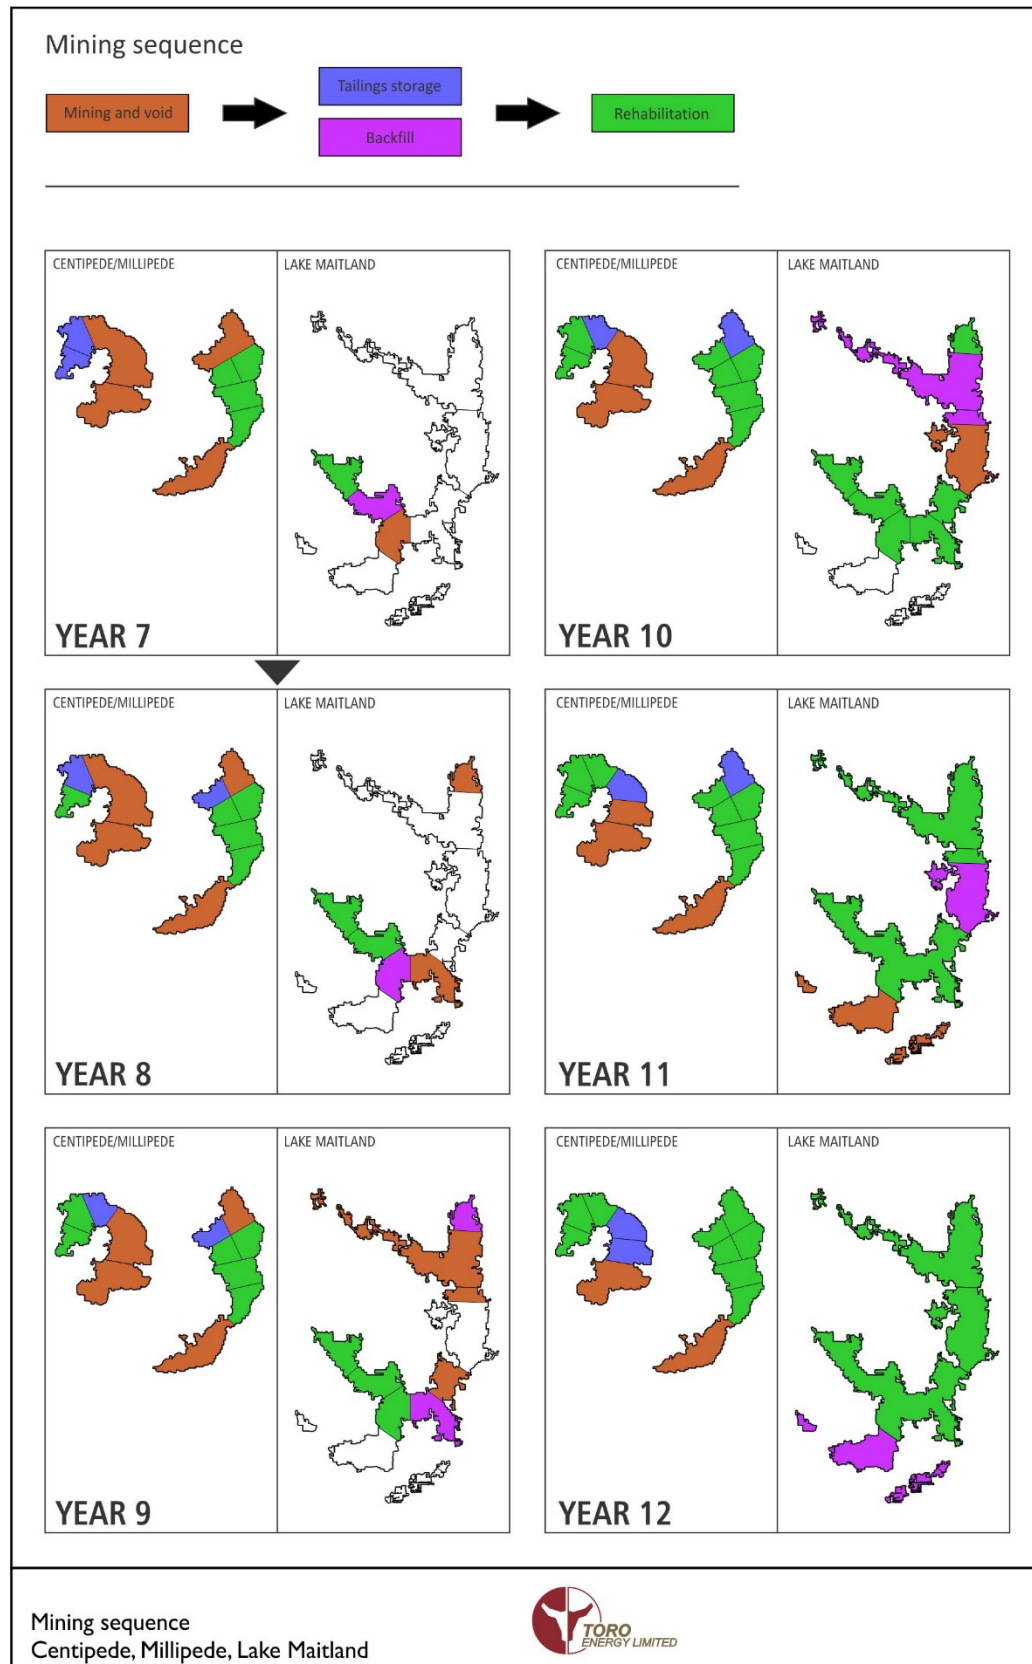 Mining sequence
Mining and void
Tailings storage
Backfill
Rehabilitation
CENTIPEDE/MILLIPEDE
LAKE MAITLAND
YEAR 7
CENTIPEDE/MILLIPEDE
LAKE MAITLAND
YEAR 10
CENTIPEDE/MILLIPEDE
LAKE MAITLAND
YEAR 8
CENTIPEDE/MILLIPEDE
LAKE MAITLAND
YEAR 11
CENTIPEDE/MILLIPEDE
LAKE MAITLAND
YEAR 9
CENTIPEDE/MILLIPEDE
LAKE MAITLAND
YEAR 12
Mining sequence
Centipede, Millipede, Lake Maitland
TORO
ENERGY LIMITED